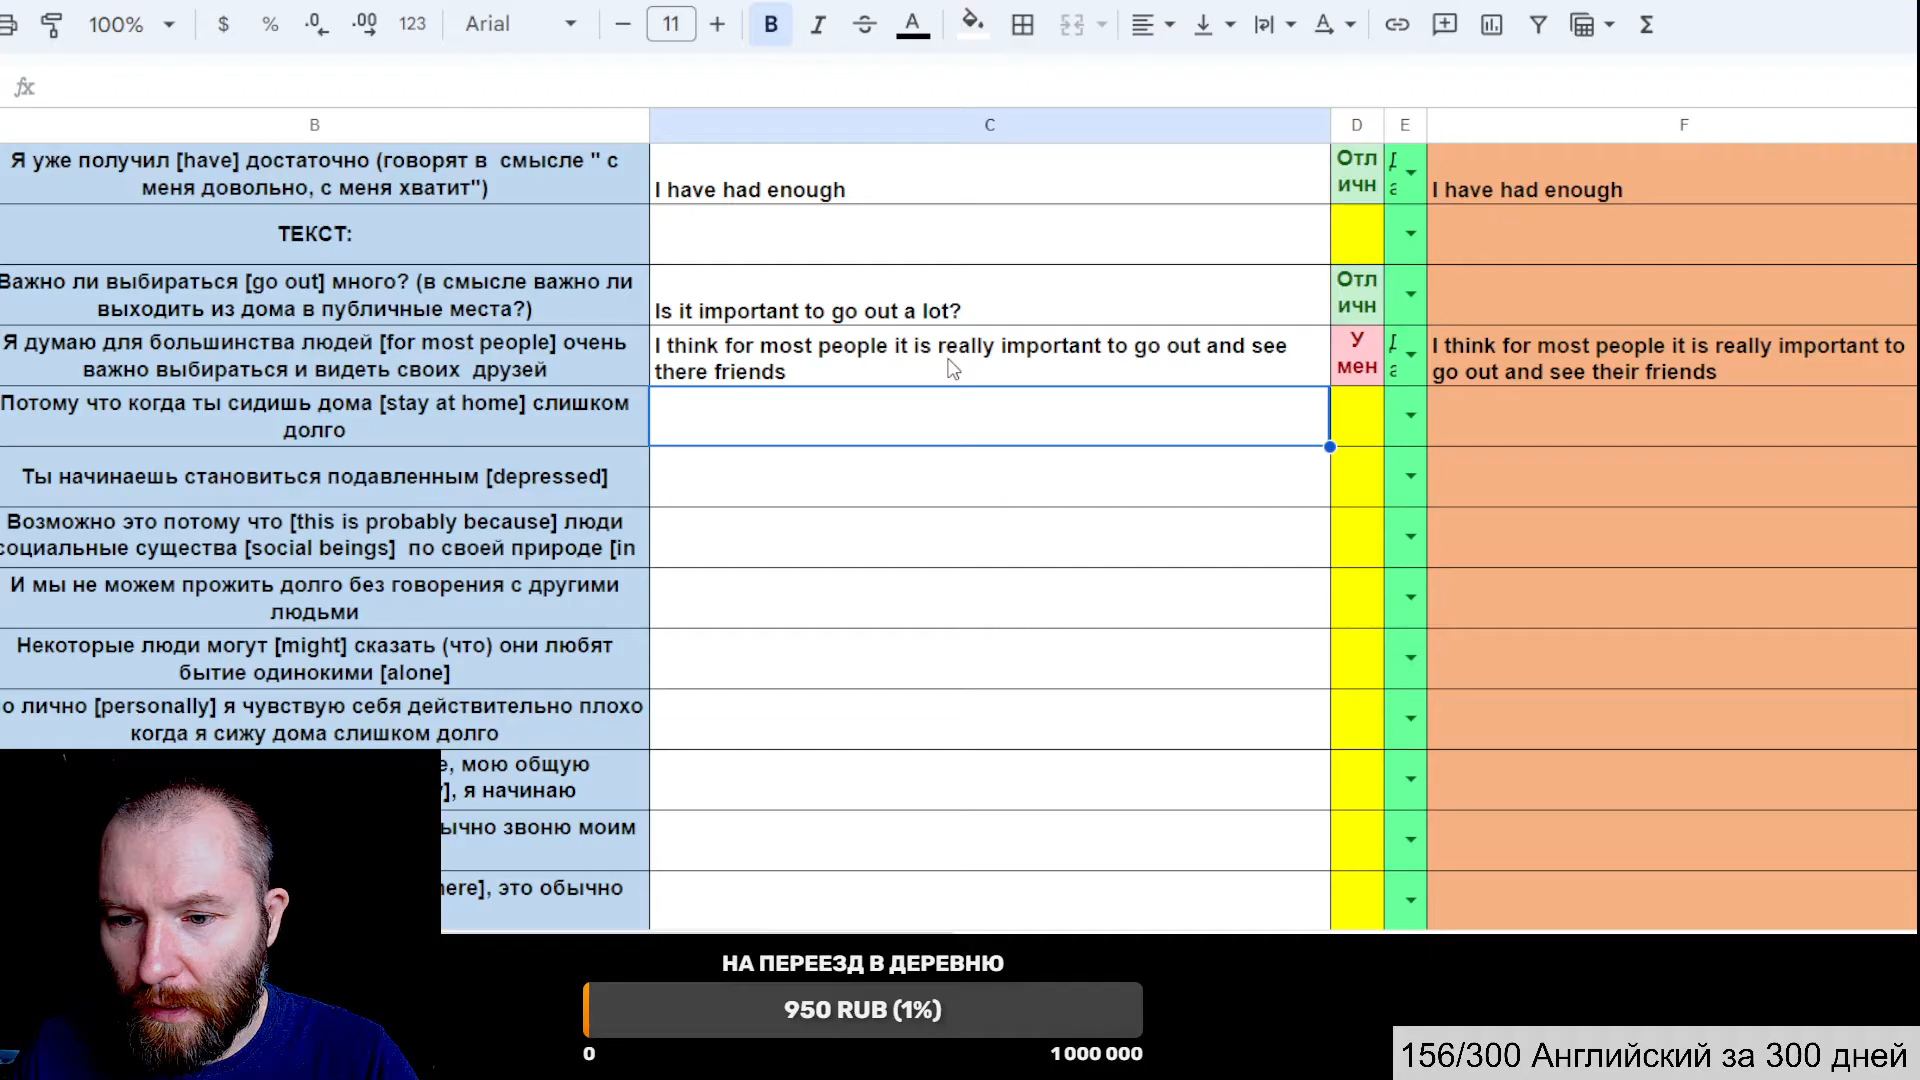 100%
$
%
.0
.00
123
Arial
11
B
I
A
Σ
fx
B
C
D
E
F
Я уже получил [have] достаточно (говорят в смысле " с
меня довольно, с меня хватит")
I have had enough
Отл
ичн
I have had enough
ТЕКСТ:
Важно ли выбираться [go out] много? (в смысле важно ли
выходить из дома в публичные места?)
Is it important to go out a lot?
Отл
ичн
Я думаю для большинства людей [for most people] очень
важно выбираться и видеть своих друзей
I think for most people it is really important to go out and see
there friends
У
мен
I think for most people it is really important to
go out and see their friends
Потому что когда ты сидишь дома [stay at home] слишком
долго
Ты начинаешь становиться подавленным [depressed]
Возможно это потому что [this is probably because] люди
социальные существа [social beings] по своей природе [in
И мы не можем прожить долго без говорения с другими
людьми
Некоторые люди могут [might] сказать (что) они любят
бытие одинокими [alone]
о лично [personally] я чувствую себя действительно плохо
когда я сижу дома слишком долго
е, мою общую
], я начинаю
ычно звоню моим
here], это обычно
НА ПЕРЕЕЗД В ДЕРЕВНЮ
950 RUB (1%)
0
1 000 000
156/300 Английский за 300 дней